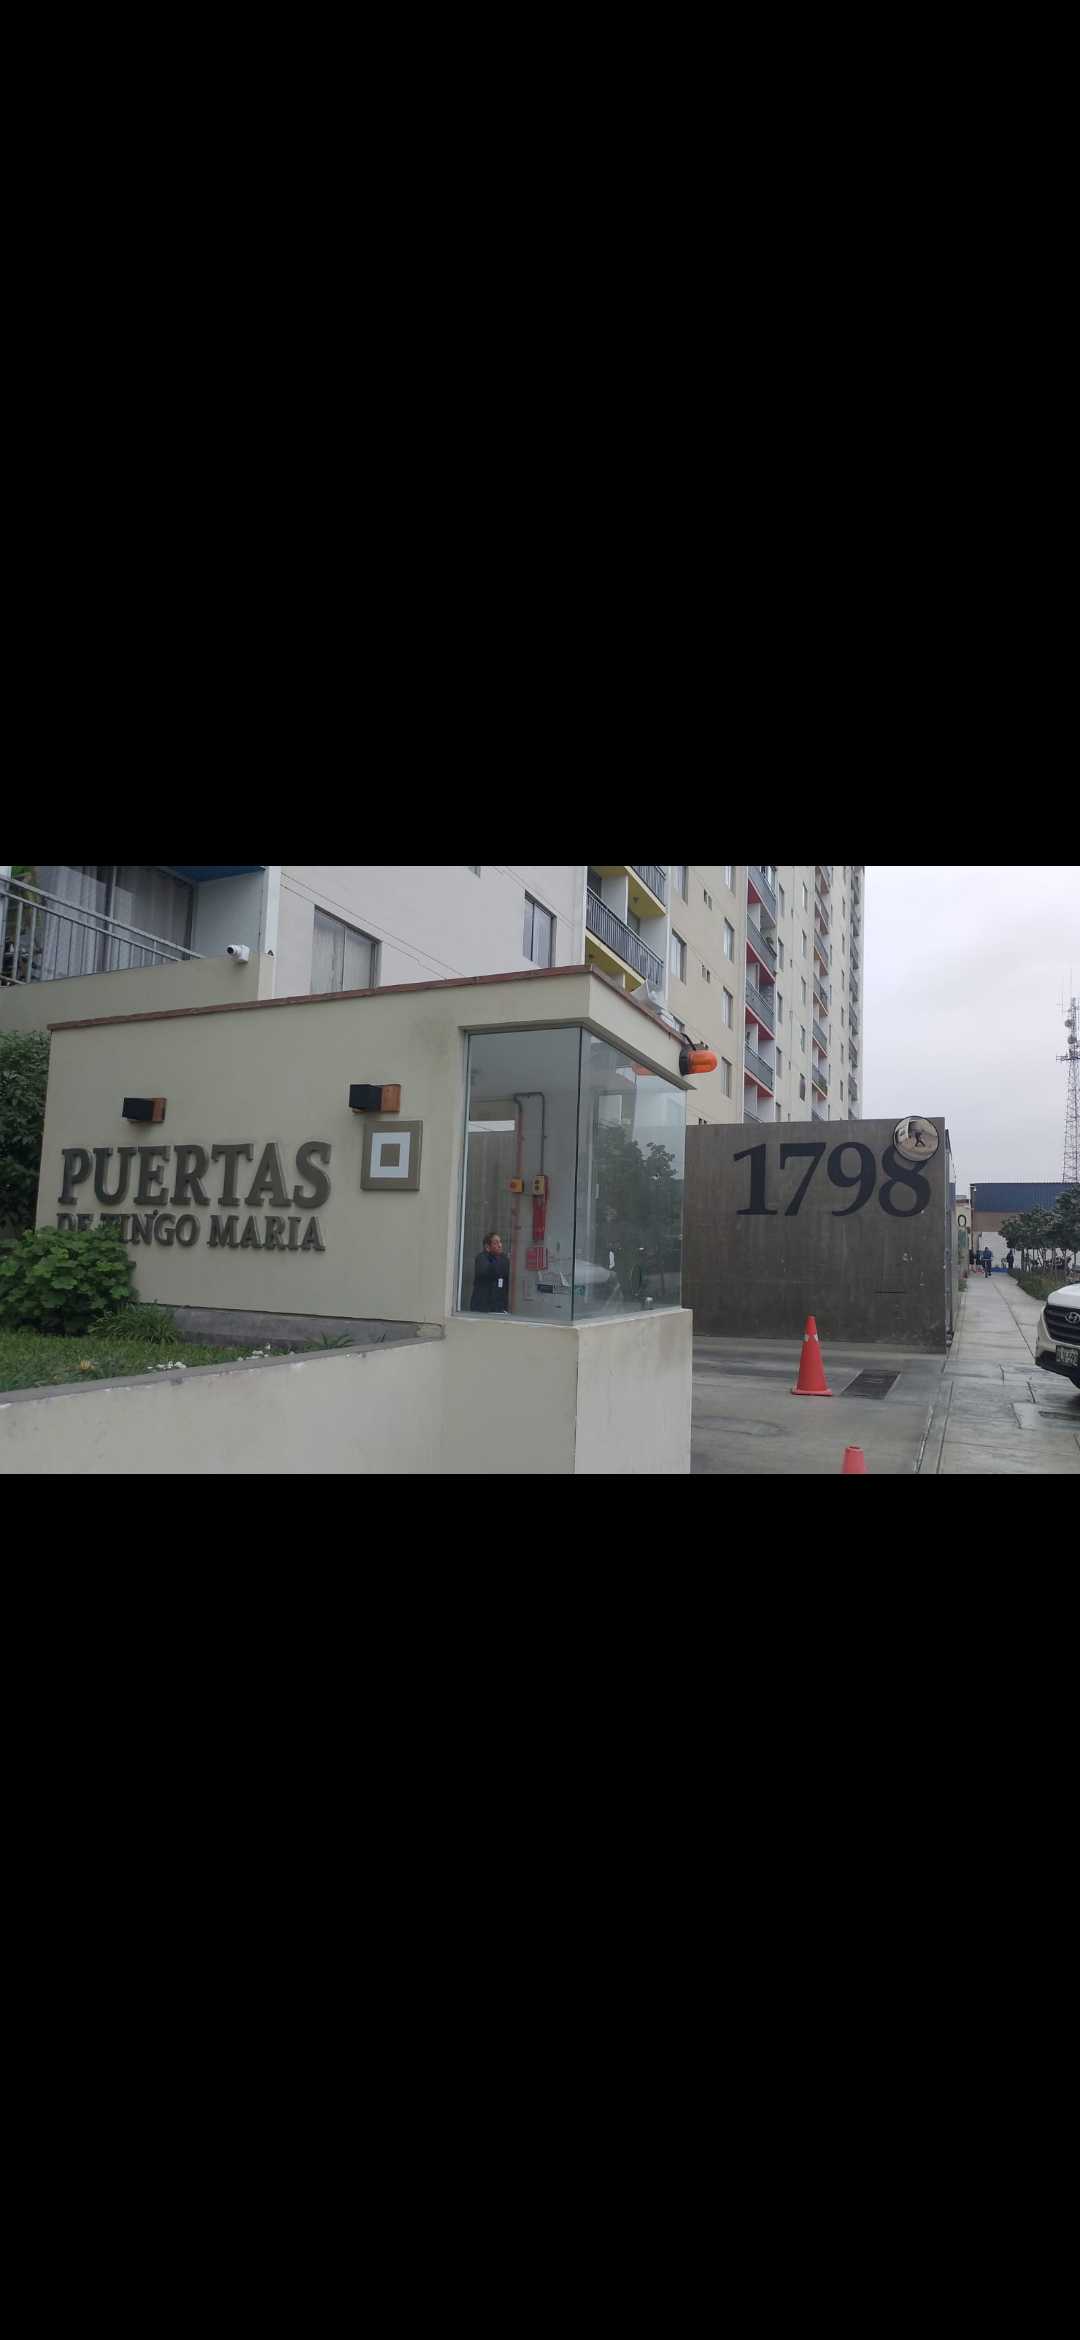 PUERTAS
DE TINGO MARIA
1798